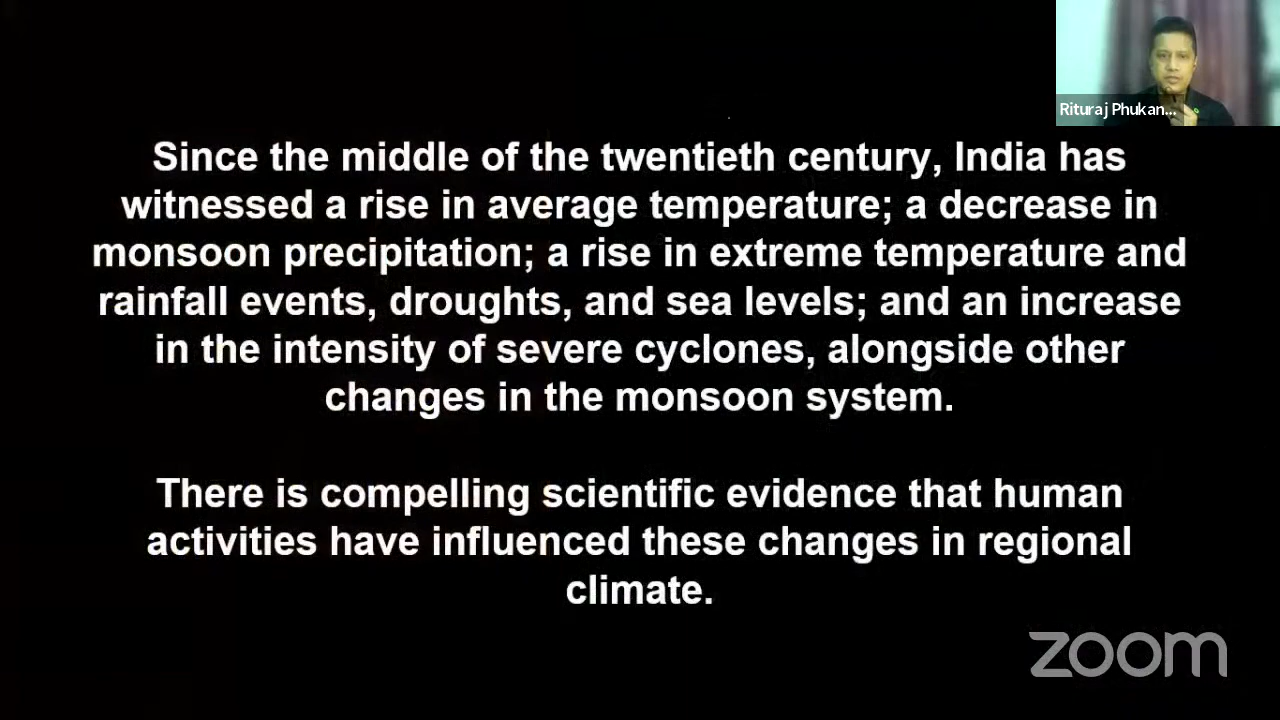 Rituraj Phukan...
Since the middle of the twentieth century, India has
witnessed a rise in average temperature; a decrease in
monsoon precipitation; a rise in extreme temperature and
rainfall events, droughts, and sea levels; and an increase
in the intensity of severe cyclones, alongside other
changes in the monsoon system.
There is compelling scientific evidence that human
activities have influenced these changes in regional
climate.
zoom